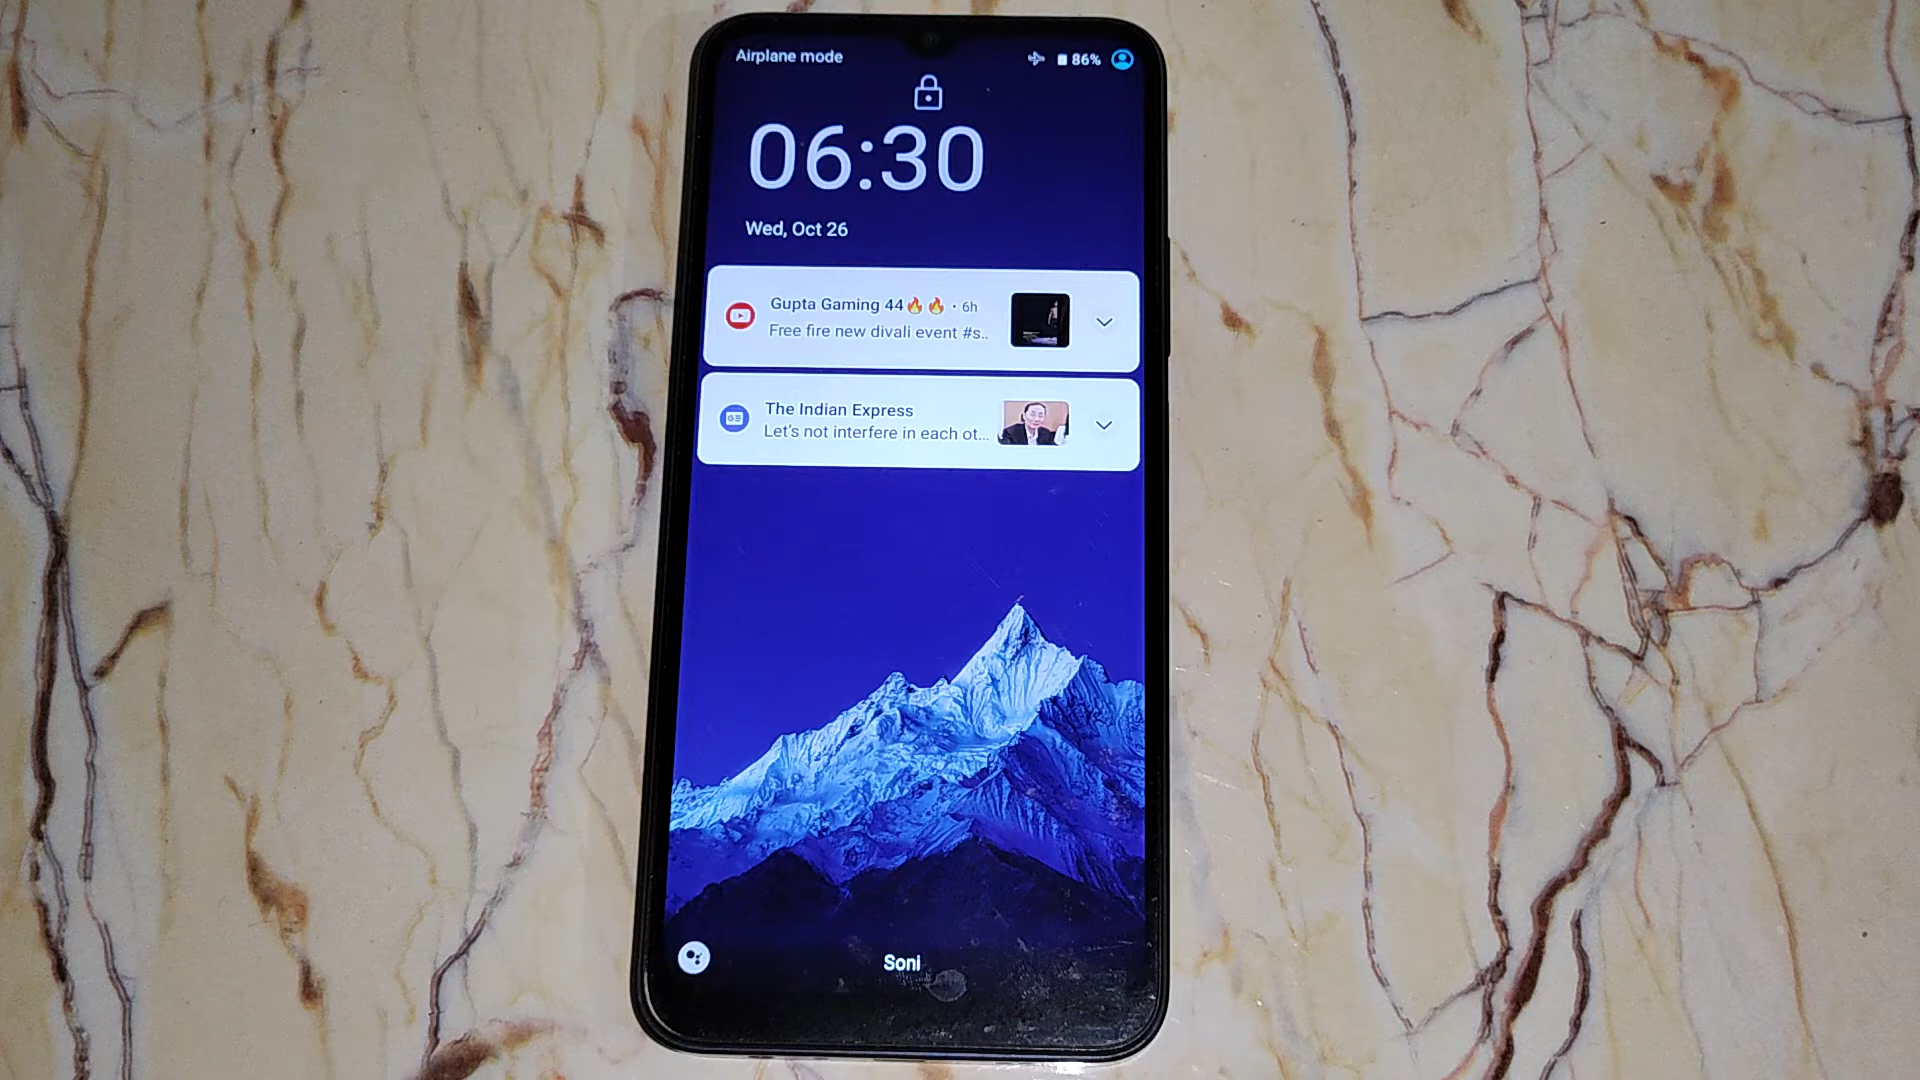 Airplane mode
86%
06:30
Wed, Oct 26
Gupta Gaming 44🔥🔥 · 6h
Free fire new divali event #s..
The Indian Express
Let's not interfere in each ot...
Soni